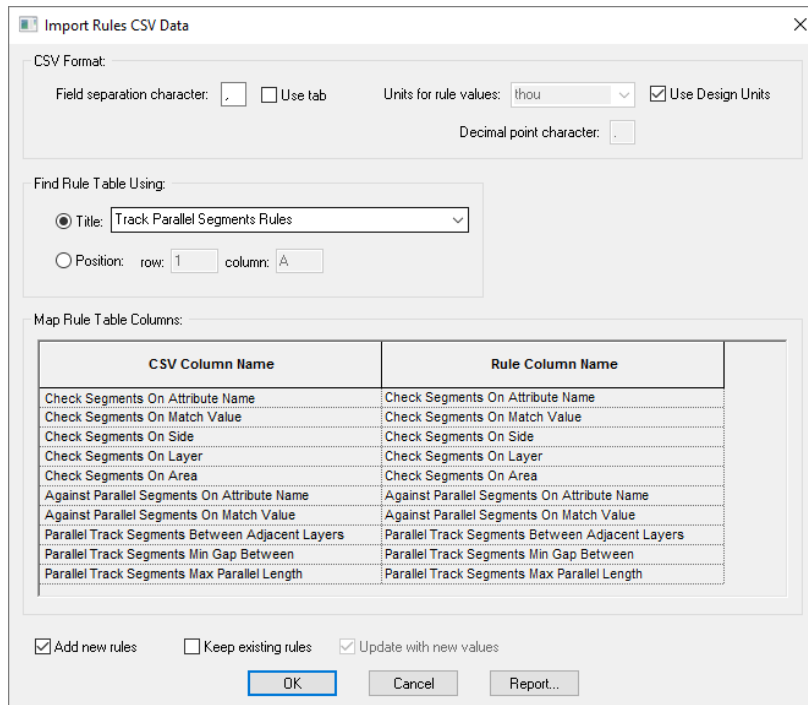 Import Rules CSV Data
CSV Format:
Field separation character: , Use tab Units for rule values: thou Use Design Units
Decimal point character: .
Find Rule Table Using:
Title: Track Parallel Segments Rules
Position: row: 1 column: A
Map Rule Table Columns:
CSV Column Name Rule Column Name
Check Segments On Attribute Name Check Segments On Attribute Name
Check Segments On Match Value Check Segments On Match Value
Check Segments On Side Check Segments On Side
Check Segments On Layer Check Segments On Layer
Check Segments On Area Check Segments On Area
Against Parallel Segments On Attribute Name Against Parallel Segments On Attribute Name
Against Parallel Segments On Match Value Against Parallel Segments On Match Value
Parallel Track Segments Between Adjacent Layers Parallel Track Segments Between Adjacent Layers
Parallel Track Segments Min Gap Between Parallel Track Segments Min Gap Between
Parallel Track Segments Max Parallel Length Parallel Track Segments Max Parallel Length
Add new rules Keep existing rules Update with new values
OK Cancel Report...